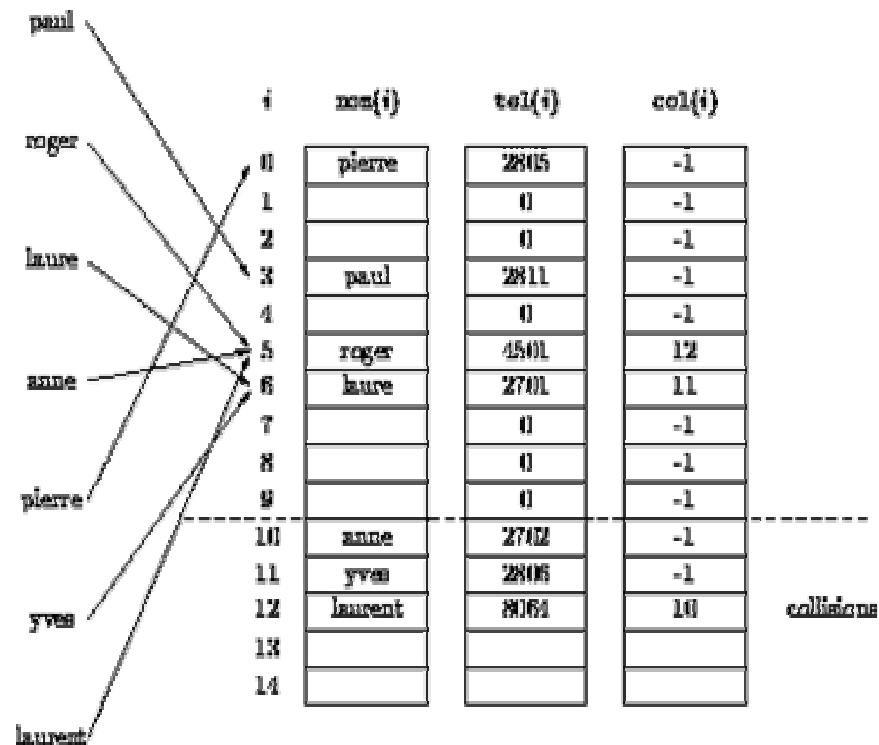 paul
i nom(i) tel(i) col(i)
roger
0 pierre 2805 -1
1 0 -1
2 0 -1
laure
3 paul 2811 -1
4 0 -1
5 roger 4501 12
anne
6 laure 2701 11
7 0 -1
8 0 -1
pierre
9 0 -1
10 anne 2702 -1
11 yves 2806 -1
yves
12 laurent 8064 10 collisions
13
14
laurent